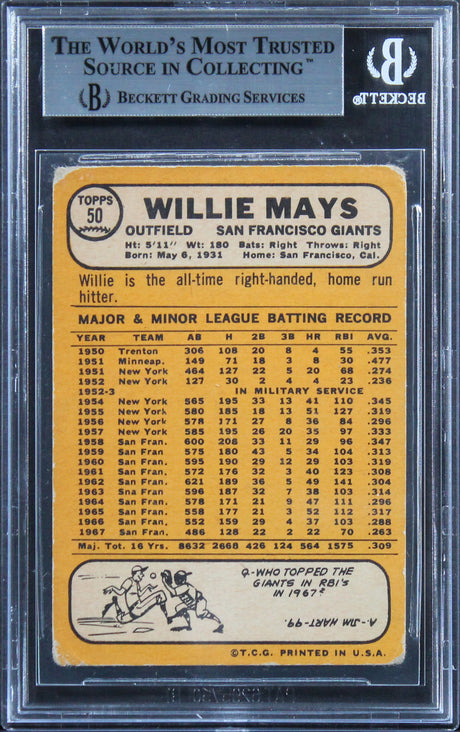 THE WORLD'S MOST TRUSTED
SOURCE IN COLLECTING™
BECKETT GRADING SERVICES
BECKETT
TOPPS
50
WILLIE MAYS
OUTFIELD SAN FRANCISCO GIANTS
Ht: 5'11" Wt: 180 Bats: Right Throws: Right
Born: May 6, 1931 Home: San Francisco, Cal.
Willie is the all-time right-handed, home run
hitter.
MAJOR & MINOR LEAGUE BATTING RECORD
YEAR TEAM AB H 2B 3B HR RBI AVG.
1950 Trenton 306 108 20 8 4 55 .353
1951 Minneap. 149 71 18 3 8 30 .477
1951 New York 464 127 22 5 20 68 .274
1952 New York 127 30 2 4 4 23 .236
1952-3 IN MILITARY SERVICE
1954 New York 565 195 33 13 41 110 .345
1955 New York 580 185 18 13 51 127 .319
1956 New York 578 171 27 8 36 84 .296
1957 New York 585 195 26 20 35 97 .333
1958 San Fran. 600 208 33 11 29 96 .347
1959 San Fran. 575 180 43 5 34 104 .313
1960 San Fran. 595 190 29 12 29 103 .319
1961 San Fran. 572 176 32 3 40 123 .308
1962 San Fran. 621 189 36 5 49 141 .304
1963 Sna Fran. 596 187 32 7 38 103 .314
1964 San Fran. 578 171 21 9 47 111 .296
1965 San Fran. 558 177 21 3 52 112 .317
1966 San Fran. 552 159 29 4 37 103 .288
1967 San Fran. 486 128 22 2 22 70 .263
Maj. Tot. 16 Yrs. 8632 2668 426 124 564 1575 .309
Q-WHO TOPPED THE
GIANTS IN RBI'S
IN 1967?
A-JIM HART-99.
©T.C.G. PRINTED IN U.S.A.